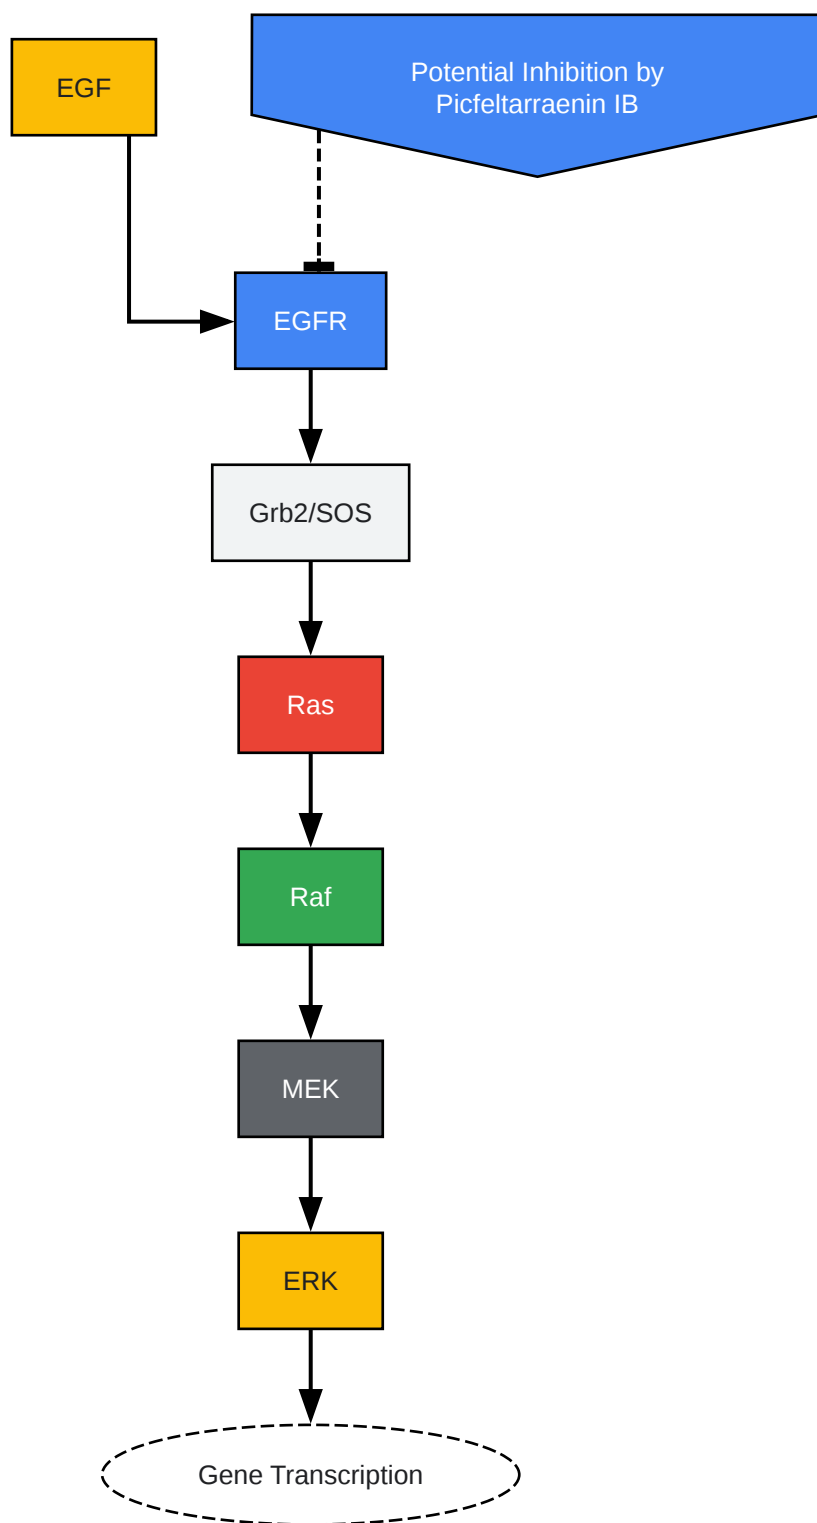 EGF
Potential Inhibition by
Picfeltarraenin IB
EGFR
Grb2/SOS
Ras
Raf
MEK
ERK
Gene Transcription